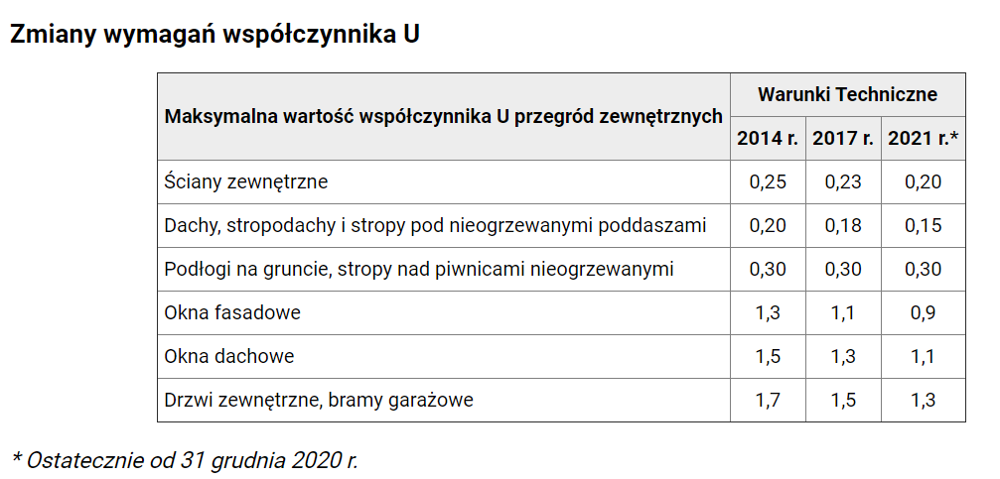 Zmiany wymagań współczynnika U
Maksymalna wartość współczynnika U przegród zewnętrznych Warunki Techniczne
2014 r. 2017 r. 2021 r.*
Ściany zewnętrzne 0,25 0,23 0,20
Dachy, stropodachy i stropy pod nieogrzewanymi poddaszami 0,20 0,18 0,15
Podłogi na gruncie, stropy nad piwnicami nieogrzewanymi 0,30 0,30 0,30
Okna fasadowe 1,3 1,1 0,9
Okna dachowe 1,5 1,3 1,1
Drzwi zewnętrzne, bramy garażowe 1,7 1,5 1,3
* Ostatecznie od 31 grudnia 2020 r.